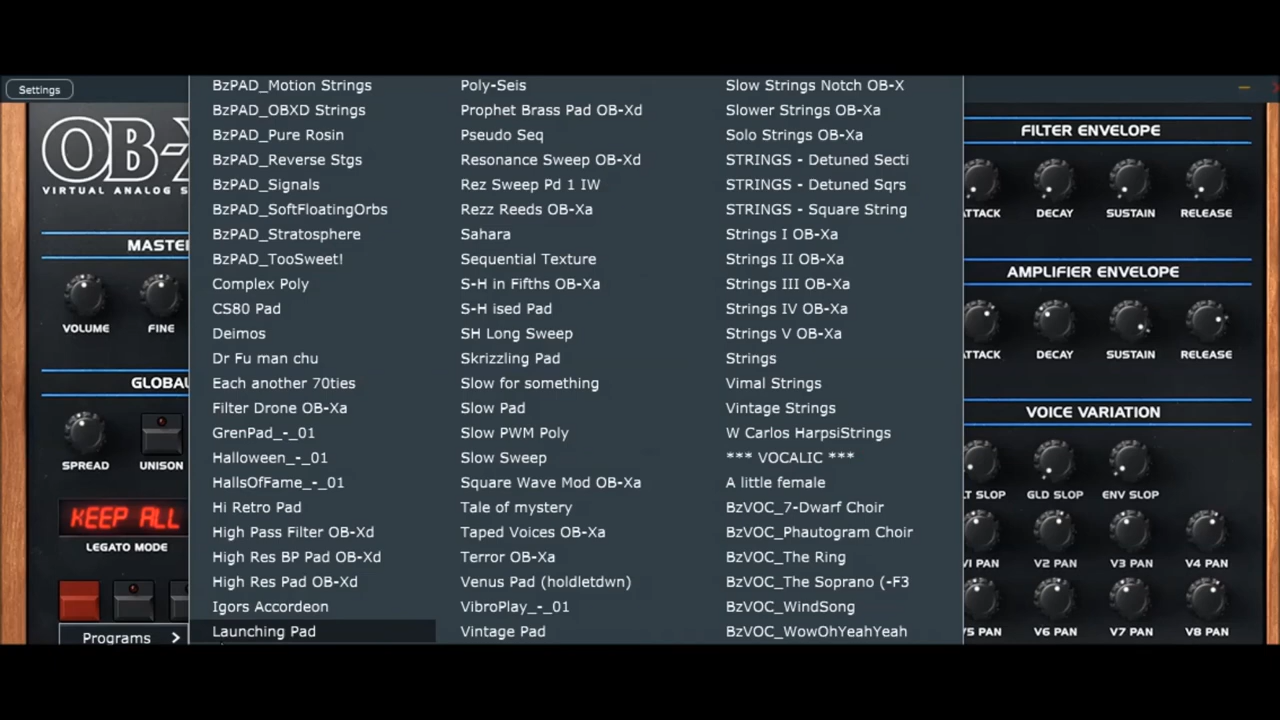 Settings
OB-X
VIRTUAL ANALOG S
MASTE
VOLUME
FINE
GLOBA
SPREAD
UNISON
KEEP ALL
LEGATO MODE
Programs >
BzPAD_Motion Strings
BzPAD_OBXD Strings
BzPAD_Pure Rosin
BzPAD_Reverse Stgs
BzPAD_Signals
BzPAD_SoftFloatingOrbs
BzPAD_Stratosphere
BzPAD_TooSweet!
Complex Poly
CS80 Pad
Deimos
Dr Fu man chu
Each another 70ties
Filter Drone OB-Xa
GrenPad_-_01
Halloween_-_01
HallsOfFame_-_01
Hi Retro Pad
High Pass Filter OB-Xd
High Res BP Pad OB-Xd
High Res Pad OB-Xd
Igors Accordeon
Launching Pad
Poly-Seis
Prophet Brass Pad OB-Xd
Pseudo Seq
Resonance Sweep OB-Xd
Rez Sweep Pd 1 IW
Rezz Reeds OB-Xa
Sahara
Sequential Texture
S-H in Fifths OB-Xa
S-H ised Pad
SH Long Sweep
Skrizzling Pad
Slow for something
Slow Pad
Slow PWM Poly
Slow Sweep
Square Wave Mod OB-Xa
Tale of mystery
Taped Voices OB-Xa
Terror OB-Xa
Venus Pad (holdletdwn)
VibroPlay_-_01
Vintage Pad
Slow Strings Notch OB-X
Slower Strings OB-Xa
Solo Strings OB-Xa
STRINGS - Detuned Secti
STRINGS - Detuned Sqrs
STRINGS - Square String
Strings I OB-Xa
Strings II OB-Xa
Strings III OB-Xa
Strings IV OB-Xa
Strings V OB-Xa
Strings
Vimal Strings
Vintage Strings
W Carlos HarpsiStrings
*** VOCALIC ***
A little female
BzVOC_7-Dwarf Choir
BzVOC_Phautogram Choir
BzVOC_The Ring
BzVOC_The Soprano (-F3
BzVOC_WindSong
BzVOC_WowOhYeahYeah
FILTER ENVELOPE
TTACK DECAY SUSTAIN RELEASE
AMPLIFIER ENVELOPE
TTACK DECAY SUSTAIN RELEASE
VOICE VARIATION
LT SLOP GLD SLOP ENV SLOP
V1 PAN V2 PAN V3 PAN V4 PAN
V5 PAN V6 PAN V7 PAN V8 PAN